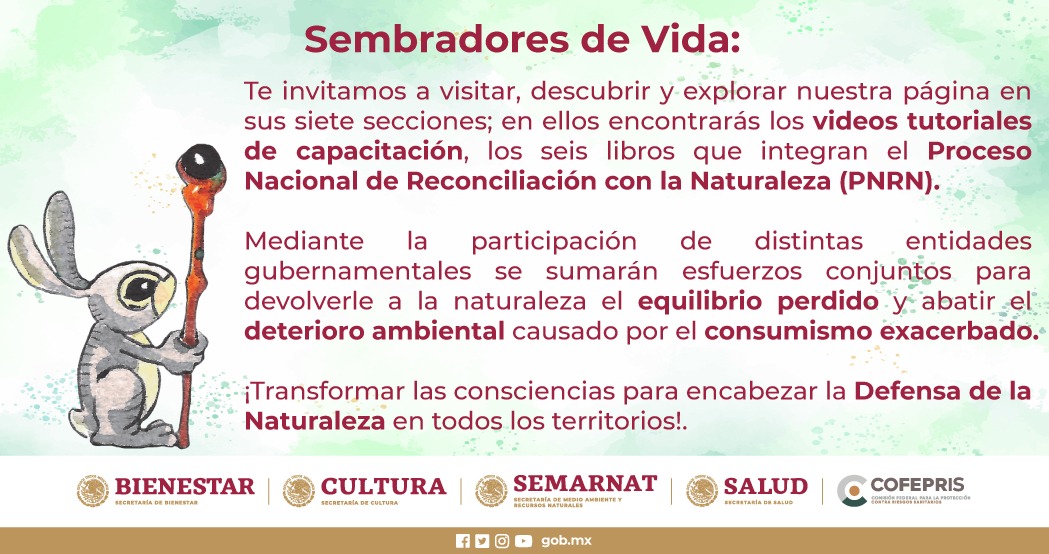 Sembradores de Vida:
Te invitamos a visitar, descubrir y explorar nuestra página en
sus siete secciones; en ellos encontrarás los videos tutoriales
de capacitación, los seis libros que integran el Proceso
Nacional de Reconciliación con la Naturaleza (PNRN).
Mediante la participación de distintas entidades
gubernamentales se sumarán esfuerzos conjuntos para
devolverle a la naturaleza el equilibrio perdido y abatir el
deterioro ambiental causado por el consumismo exacerbado.
¡Transformar las consciencias para encabezar la Defensa de la
Naturaleza en todos los territorios!.
BIENESTAR
SECRETARÍA DE BIENESTAR
CULTURA
SECRETARÍA DE CULTURA
SEMARNAT
SECRETARÍA DE MEDIO AMBIENTE Y
RECURSOS NATURALES
SALUD
SECRETARÍA DE SALUD
COFEPRIS
COMISIÓN FEDERAL PARA LA PROTECCIÓN
CONTRA RIESGOS SANITARIOS
gob.mx